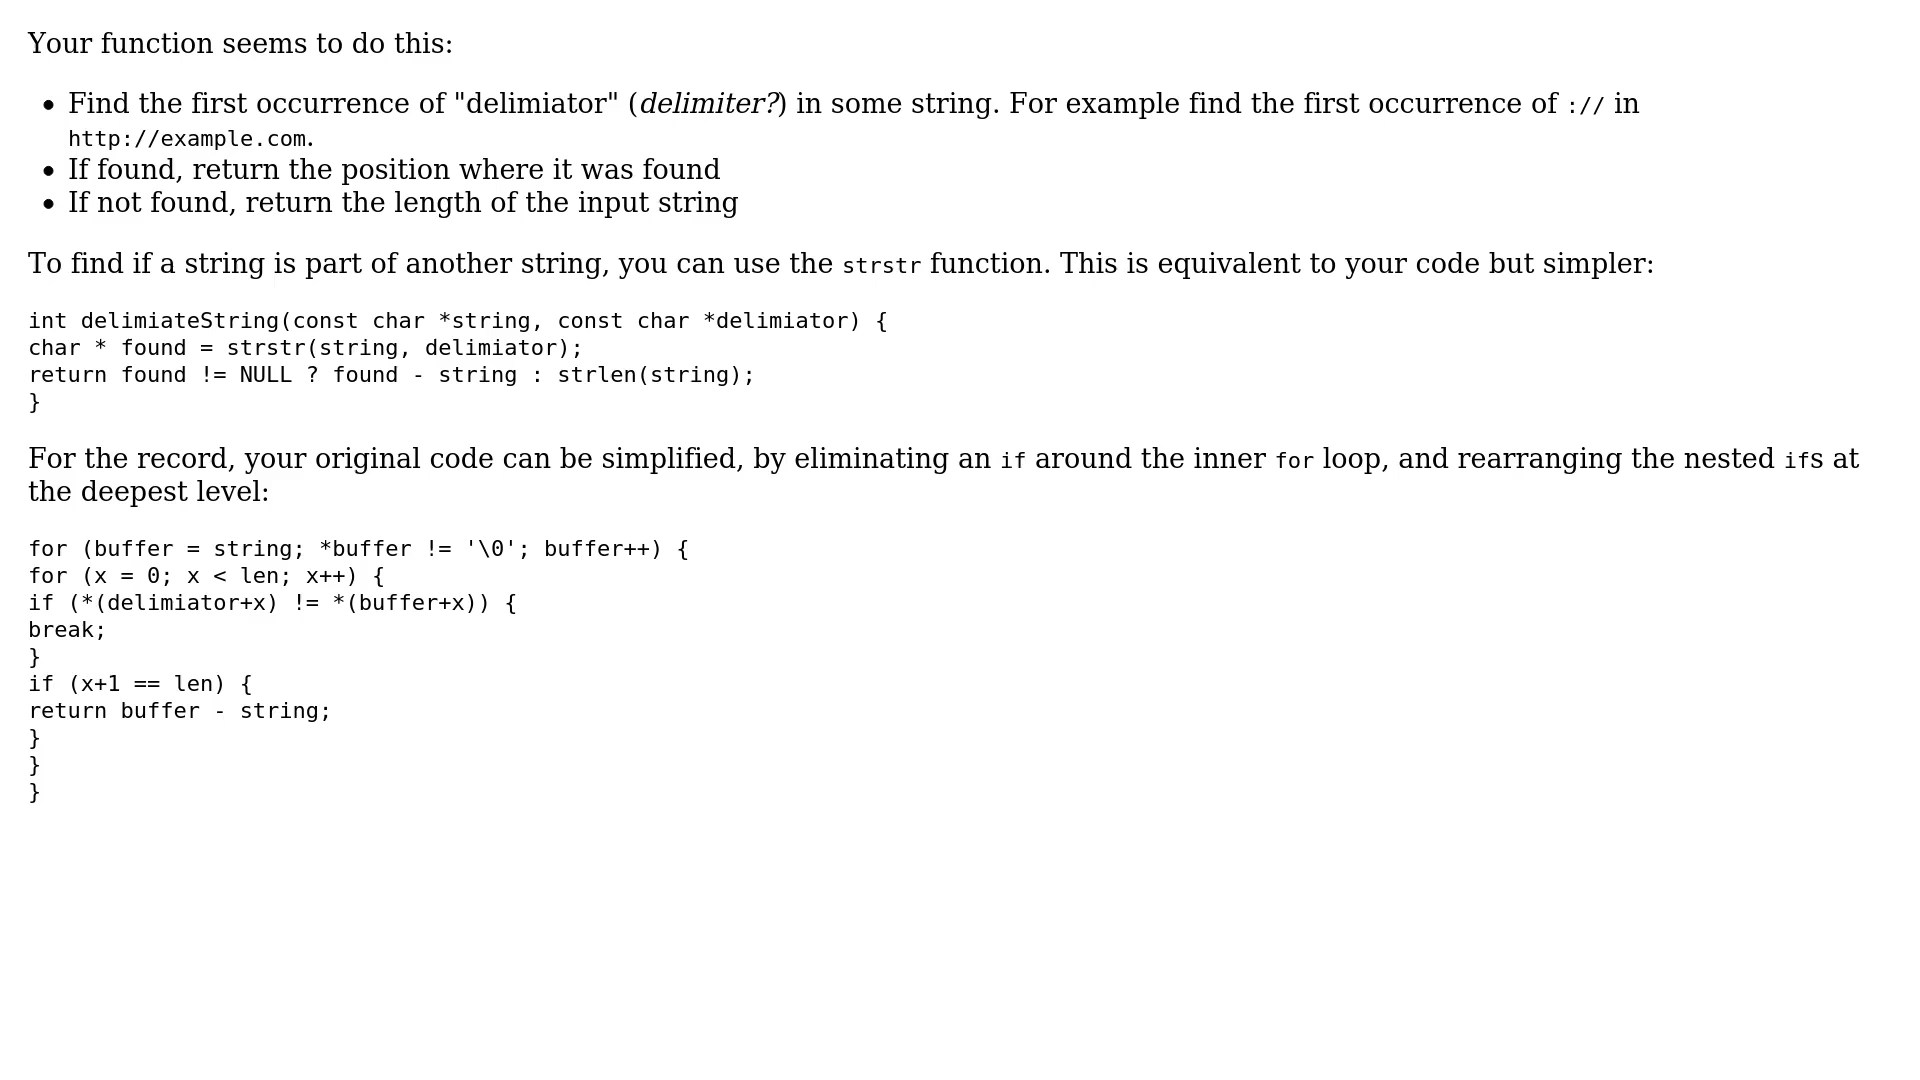 Your function seems to do this:
• Find the first occurrence of "delimiator" (delimiter?) in some string. For example find the first occurrence of :// in
http://example.com.
• If found, return the position where it was found
• If not found, return the length of the input string
To find if a string is part of another string, you can use the strstr function. This is equivalent to your code but simpler:
int delimiateString(const char *string, const char *delimiator) {
char * found = strstr(string, delimiator);
return found != NULL ? found - string : strlen(string);
}
For the record, your original code can be simplified, by eliminating an if around the inner for loop, and rearranging the nested ifs at
the deepest level:
for (buffer = string; *buffer != '\0'; buffer++) {
for (x = 0; x < len; x++) {
if (*(delimiator+x) != *(buffer+x)) {
break;
}
if (x+1 == len) {
return buffer - string;
}
}
}